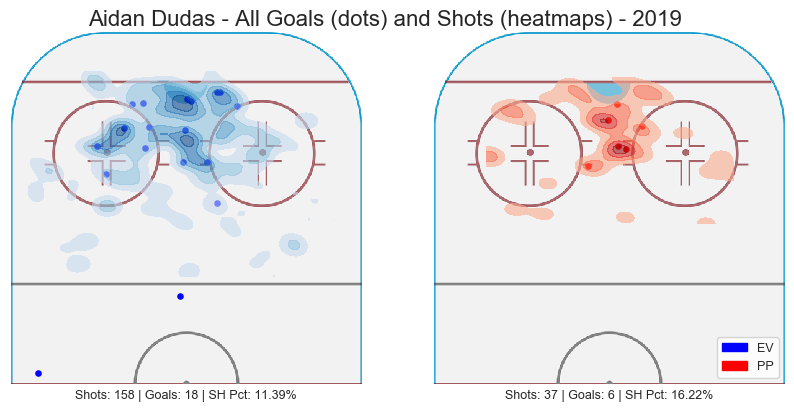 Aidan Dudas - All Goals (dots) and Shots (heatmaps) - 2019
EV
PP
Shots: 158 | Goals: 18 | SH Pct: 11.39%
Shots: 37 | Goals: 6 | SH Pct: 16.22%